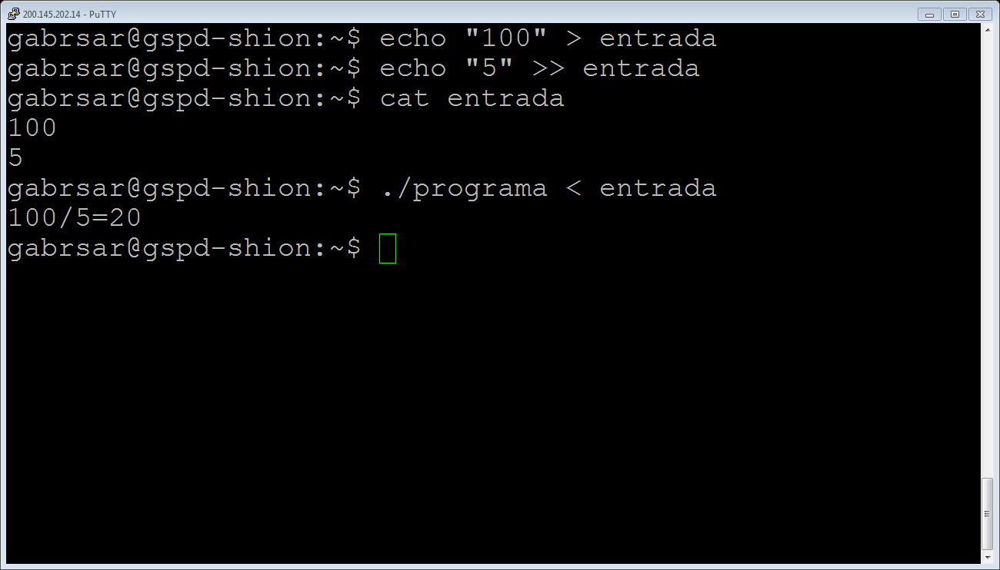 200.145.202.14 - PuTTY
gabrsar@gspd-shion:~$ echo "100" > entrada
gabrsar@gspd-shion:~$ echo "5" >> entrada
gabrsar@gspd-shion:~$ cat entrada
100
5
gabrsar@gspd-shion:~$ ./programa < entrada
100/5=20
gabrsar@gspd-shion:~$